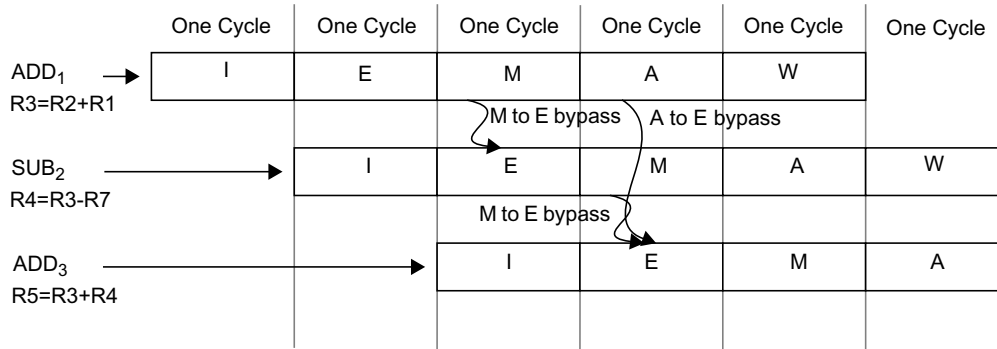 One Cycle One Cycle One Cycle One Cycle One Cycle One Cycle
ADD1 I E M A W
R3=R2+R1
M to E bypass A to E bypass
SUB2 I E M A W
R4=R3-R7
M to E bypass
ADD3 I E M A
R5=R3+R4